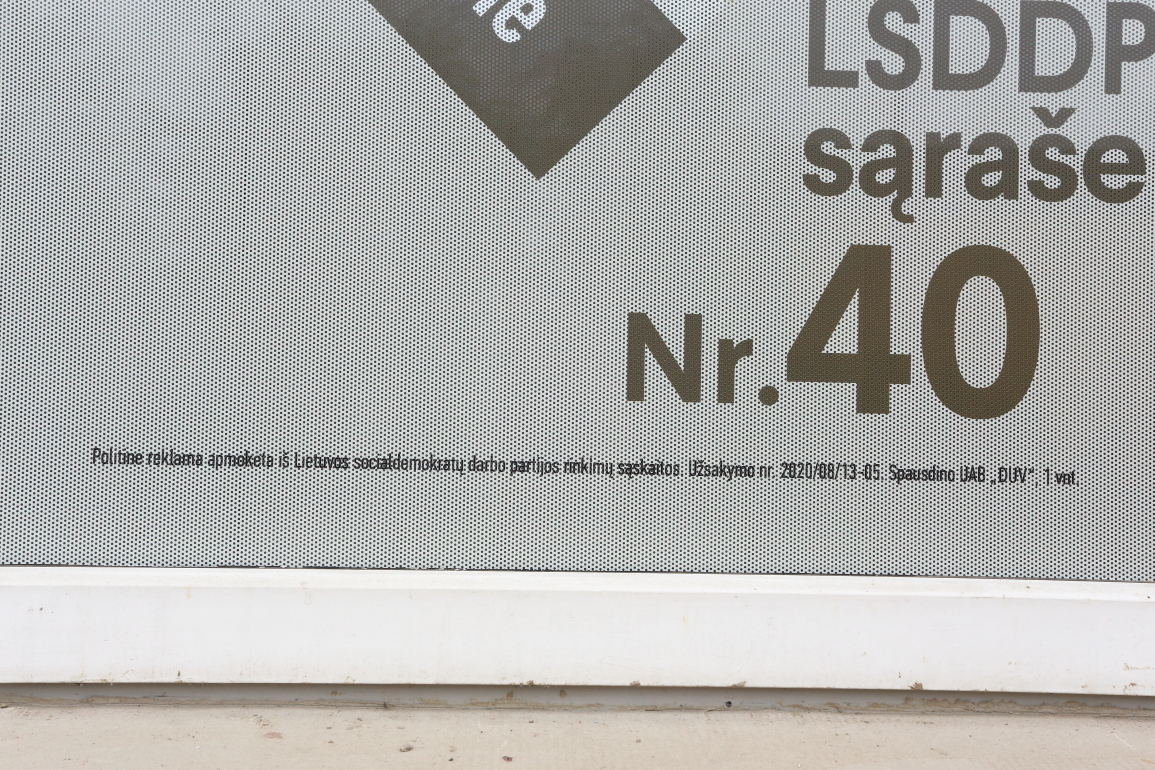 LSDDP
sąraše
Nr.40
Politinė reklama apmokėta iš Lietuvos socialdemokratų darbo partijos rinkimų sąskaitos. Užsakymo nr. 2020/08/13-05. Spausdino UAB „DUV“, 1 vnt.